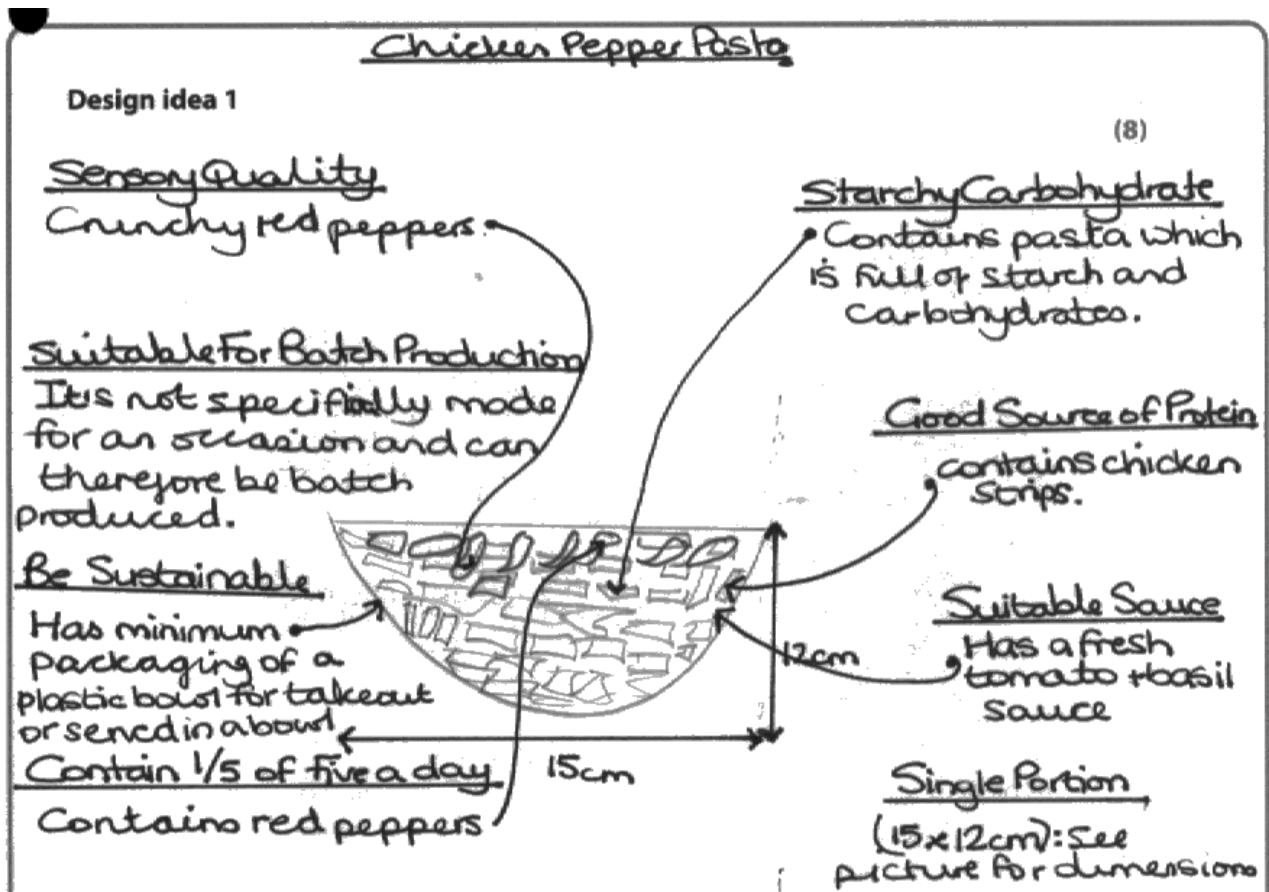 Chicken Pepper Pasta
Design idea 1
(8)
Sensory Quality
Crunchy red peppers.
Suitable For Batch Production
It is not specifially made
for an occasion and can
therefore be batch
produced.
Be Sustainable
Has minimum
packaging of a
plastic bowl for takeout
or served in a bowl
Contain 1/5 of five a day
Contains red peppers
Starchy Carbohydrate
Contains pasta which
is full of starch and
carbohydrates.
Good Source of Protein
contains chicken
strips.
Suitable Sauce
Has a fresh
tomato + basil
sauce
Single Portion
(15x12cm): See
picture for dimensions
12cm
15cm